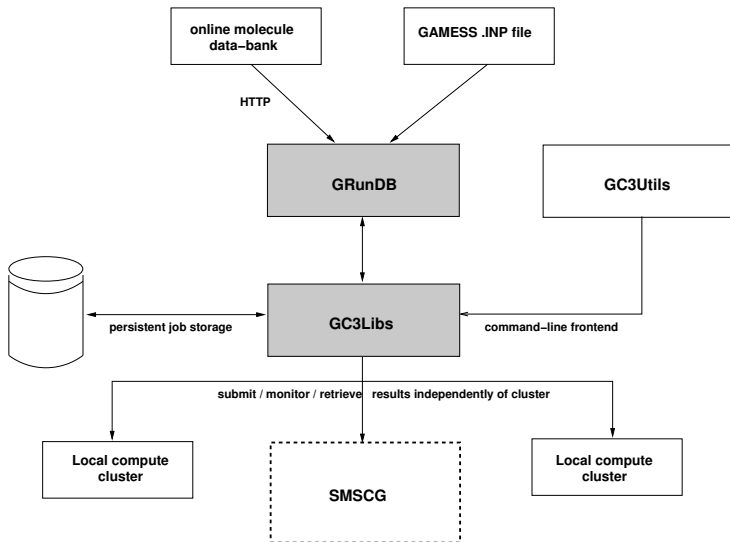 online molecule
data−bank
GAMESS .INP file
HTTP
GRunDB
GC3Utils
persistent job storage
GC3Libs
command−line frontend
submit / monitor / retrieve results independently of cluster
Local compute
cluster
SMSCG
Local compute
cluster